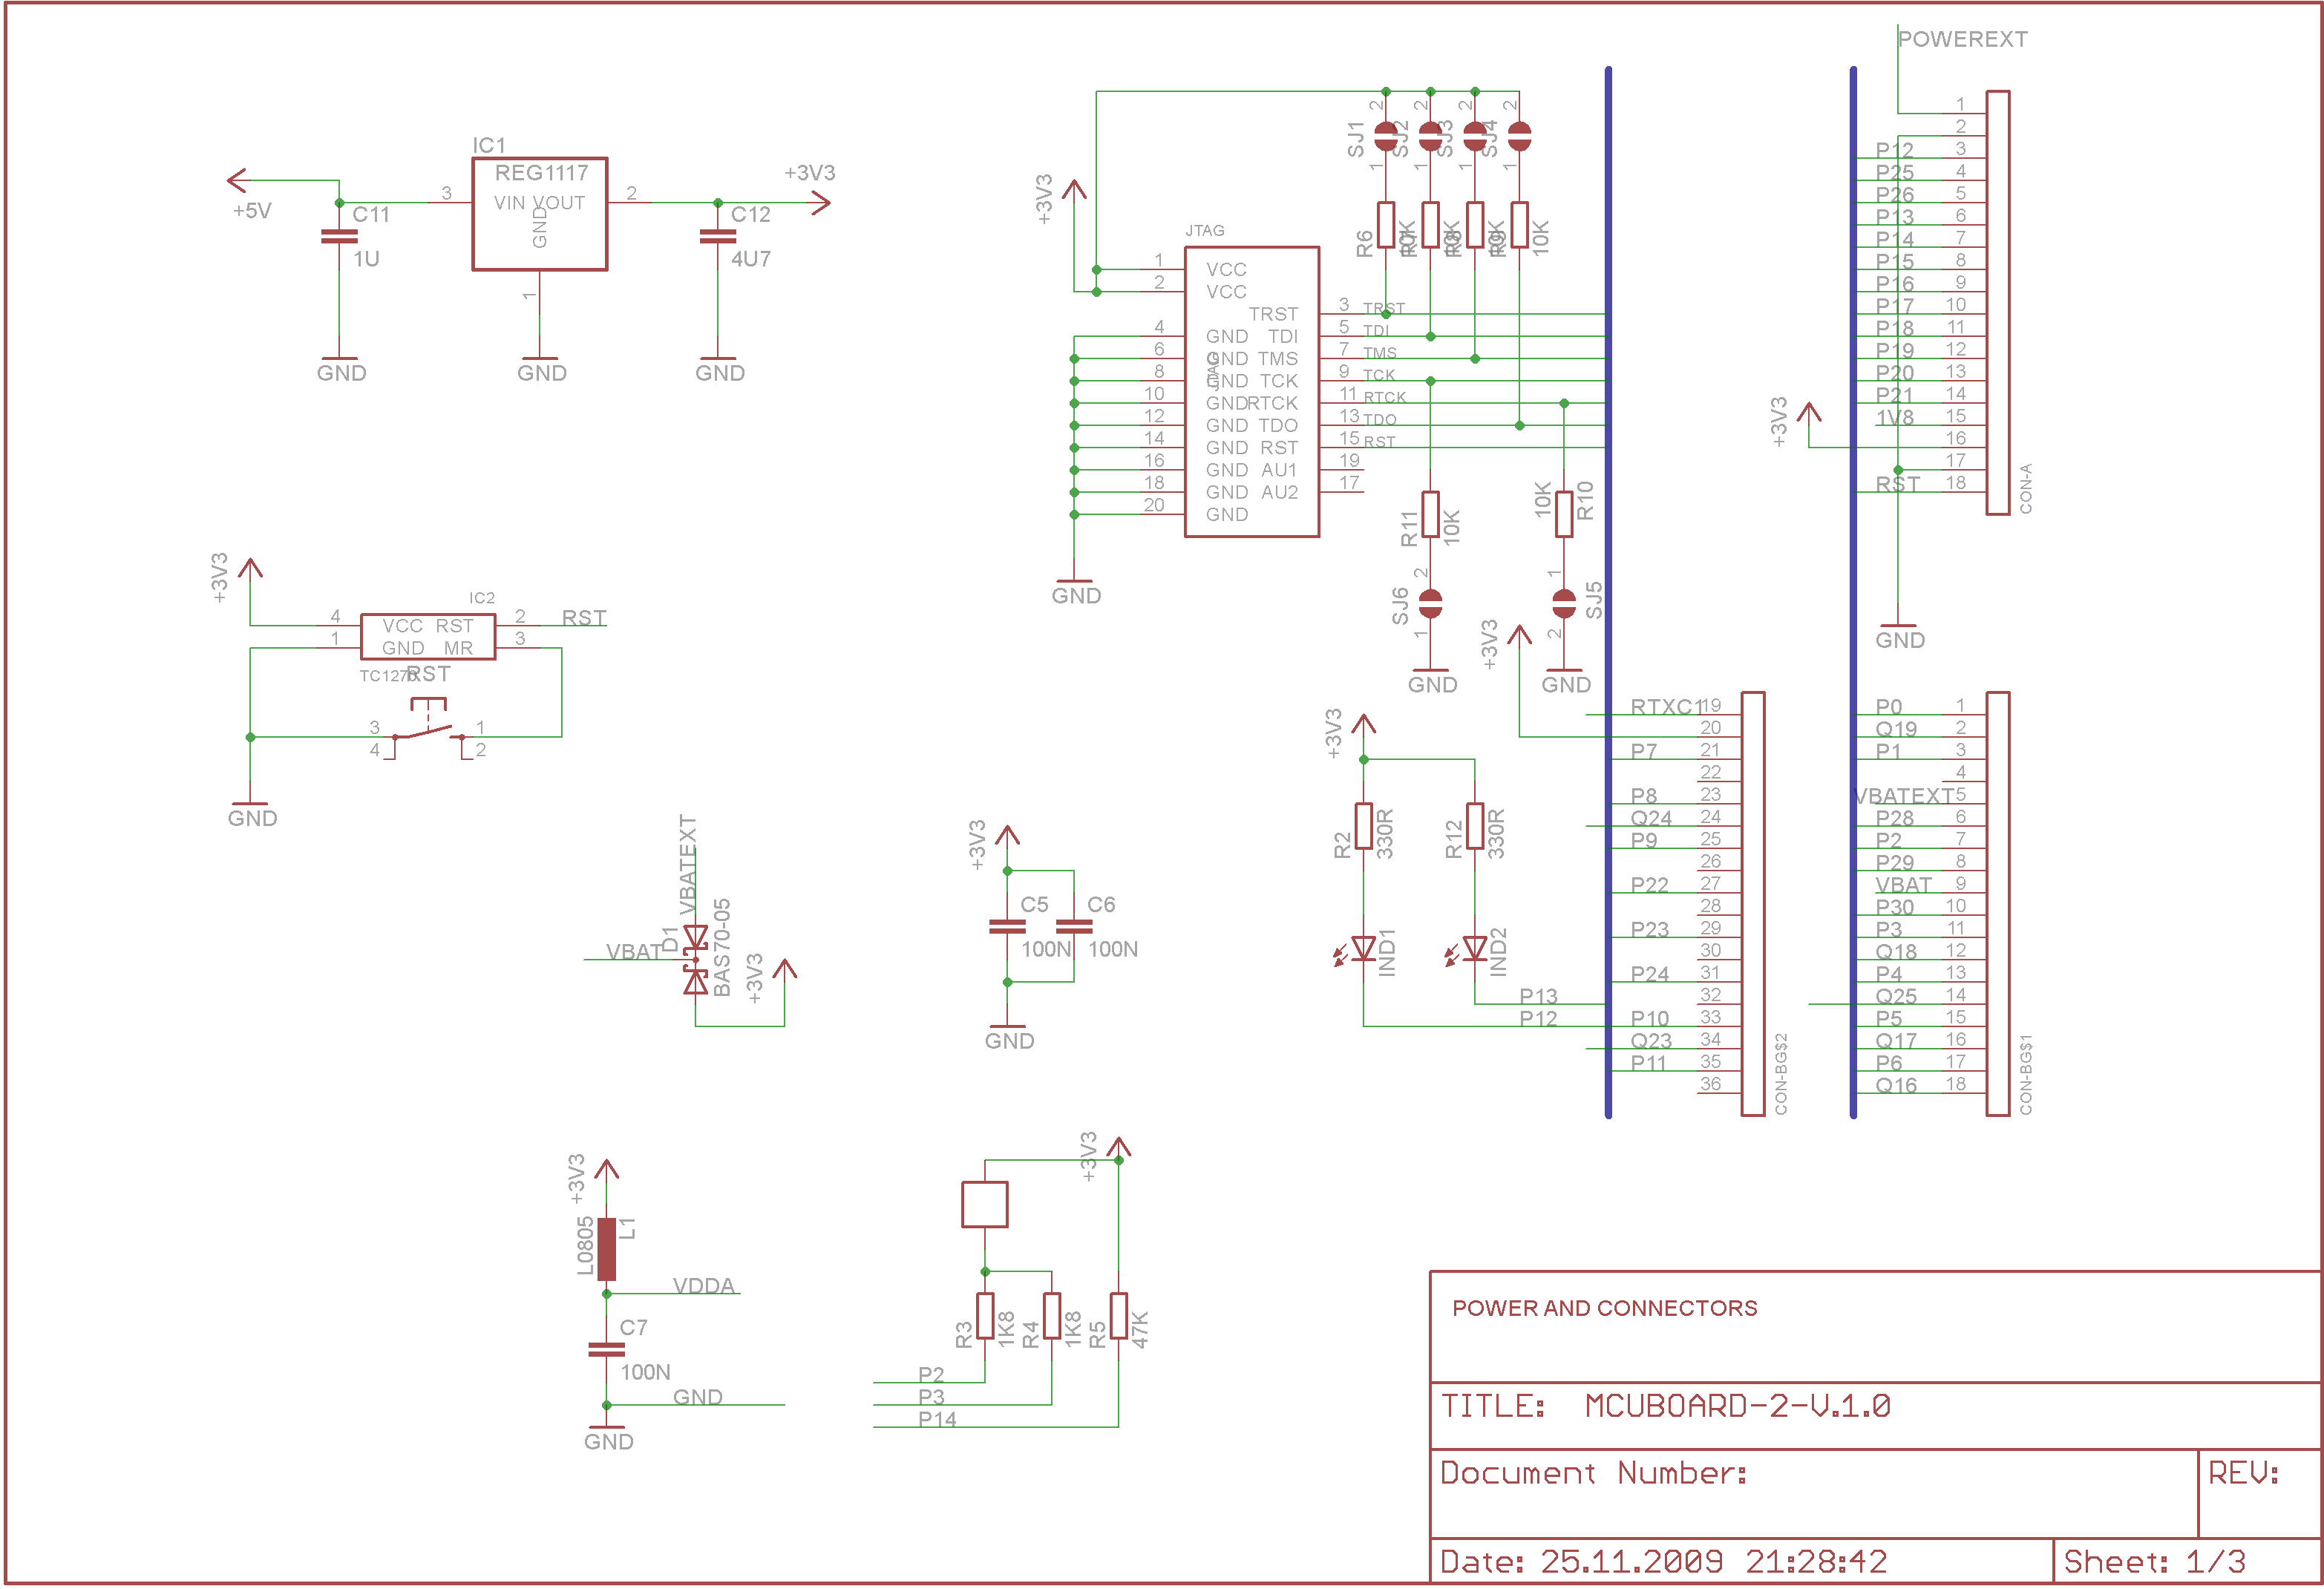 IC1
REG1117
VIN VOUT
GND
3
2
1
+5V
+3V3
C11
1U
C12
4U7
GND
GND
GND
+3V3
IC2
4
1
VCC RST
GND MR
2
3
RST
RST
3
4
1
2
GND
VBATEXT
VBAT
D1
BAS70-05
+3V3
+3V3
C5
100N
C6
100N
GND
+3V3
L0805
L1
VDDA
C7
100N
GND
GND
+3V3
R3
1K8
R4
1K8
R5
47K
P2
P3
P14
+3V3
JTAG
1 VCC
2 VCC
TRST 3 TRST
4 GND TDI 5 TDI
6 GND TMS 7 TMS
8 GND TCK 9 TCK
10 GND RTCK 11 RTCK
12 GND TDO 13 TDO
14 GND RST 15 RST
16 GND AU1 19
18 GND AU2 17
20 GND
GND
2 2 2 2
SJ1 SJ2 SJ3 SJ4
1 1 1 1
R6
10K
R11
10K
2
SJ6
1
GND
10K
R10
1
SJ5
2
GND
+3V3
+3V3
R2
330R
R12
330R
IND1
IND2
P13
P12
RTXC1 19
20
P7 21
22
P8 23
Q24 24
P9 25
26
P22 27
28
P23 29
30
P24 31
32
P10 33
Q23 34
P11 35
36
CON-BG$2
POWEREXT
1
2
P12 3
P25 4
P26 5
P13 6
P14 7
P15 8
P16 9
P17 10
P18 11
P19 12
P20 13
P21 14
1V8 15
+3V3
16
17
RST 18
CON-A
GND
P0 1
Q19 2
P1 3
4
VBATEXT 5
P28 6
P2 7
P29 8
VBAT 9
P30 10
P3 11
Q18 12
P4 13
Q25 14
P5 15
Q17 16
P6 17
Q16 18
CON-BG$1
POWER AND CONNECTORS
TITLE: MCUBOARD-2-V.1.0
Document Number:
REV:
Date: 25.11.2009 21:28:42
Sheet: 1/3